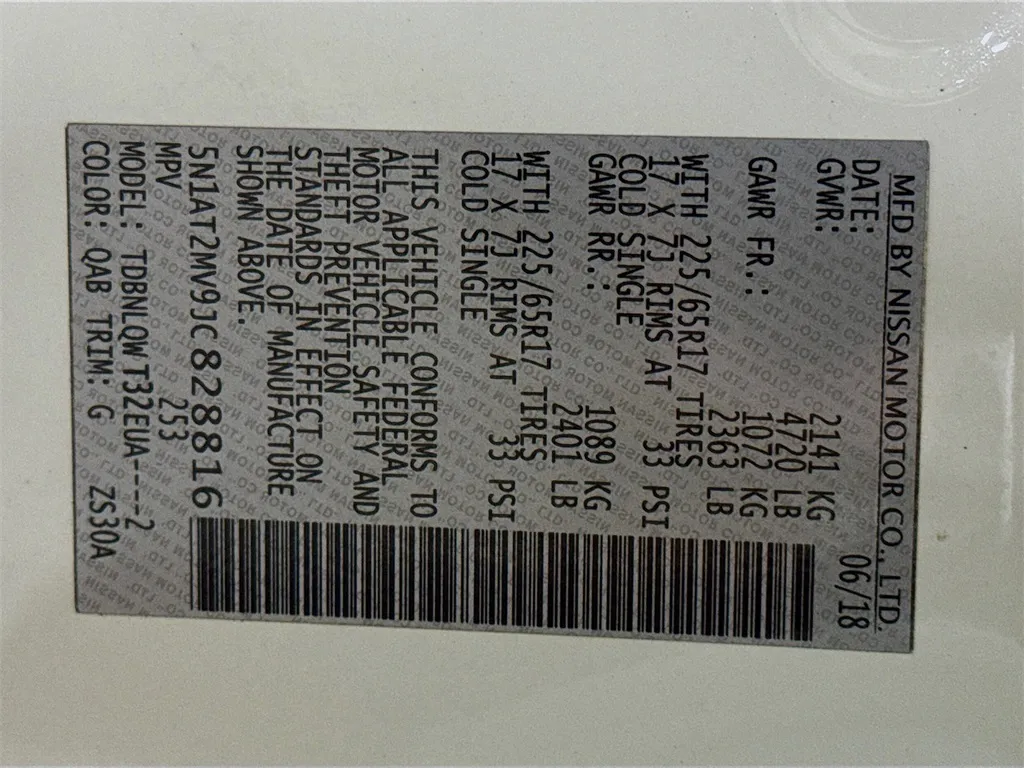 MFD BY NISSAN MOTOR CO., LTD.
DATE: 06/18
GVWR: 2141 KG
4720 LB
GAWR FR.: 1072 KG
2363 LB
WITH 225/65R17 TIRES
17 X 7J RIMS AT 33 PSI
COLD SINGLE
GAWR RR.: 1089 KG
2401 LB
WITH 225/65R17 TIRES
17 X 7J RIMS AT 33 PSI
COLD SINGLE
THIS VEHICLE CONFORMS TO
ALL APPLICABLE FEDERAL
MOTOR VEHICLE SAFETY AND
THEFT PREVENTION
STANDARDS IN EFFECT ON
THE DATE OF MANUFACTURE
SHOWN ABOVE.
5N1AT2MV9JC828816
MPV 253
MODEL: TDBNLQWT32EUA----2
COLOR: QAB TRIM: G ZS30A